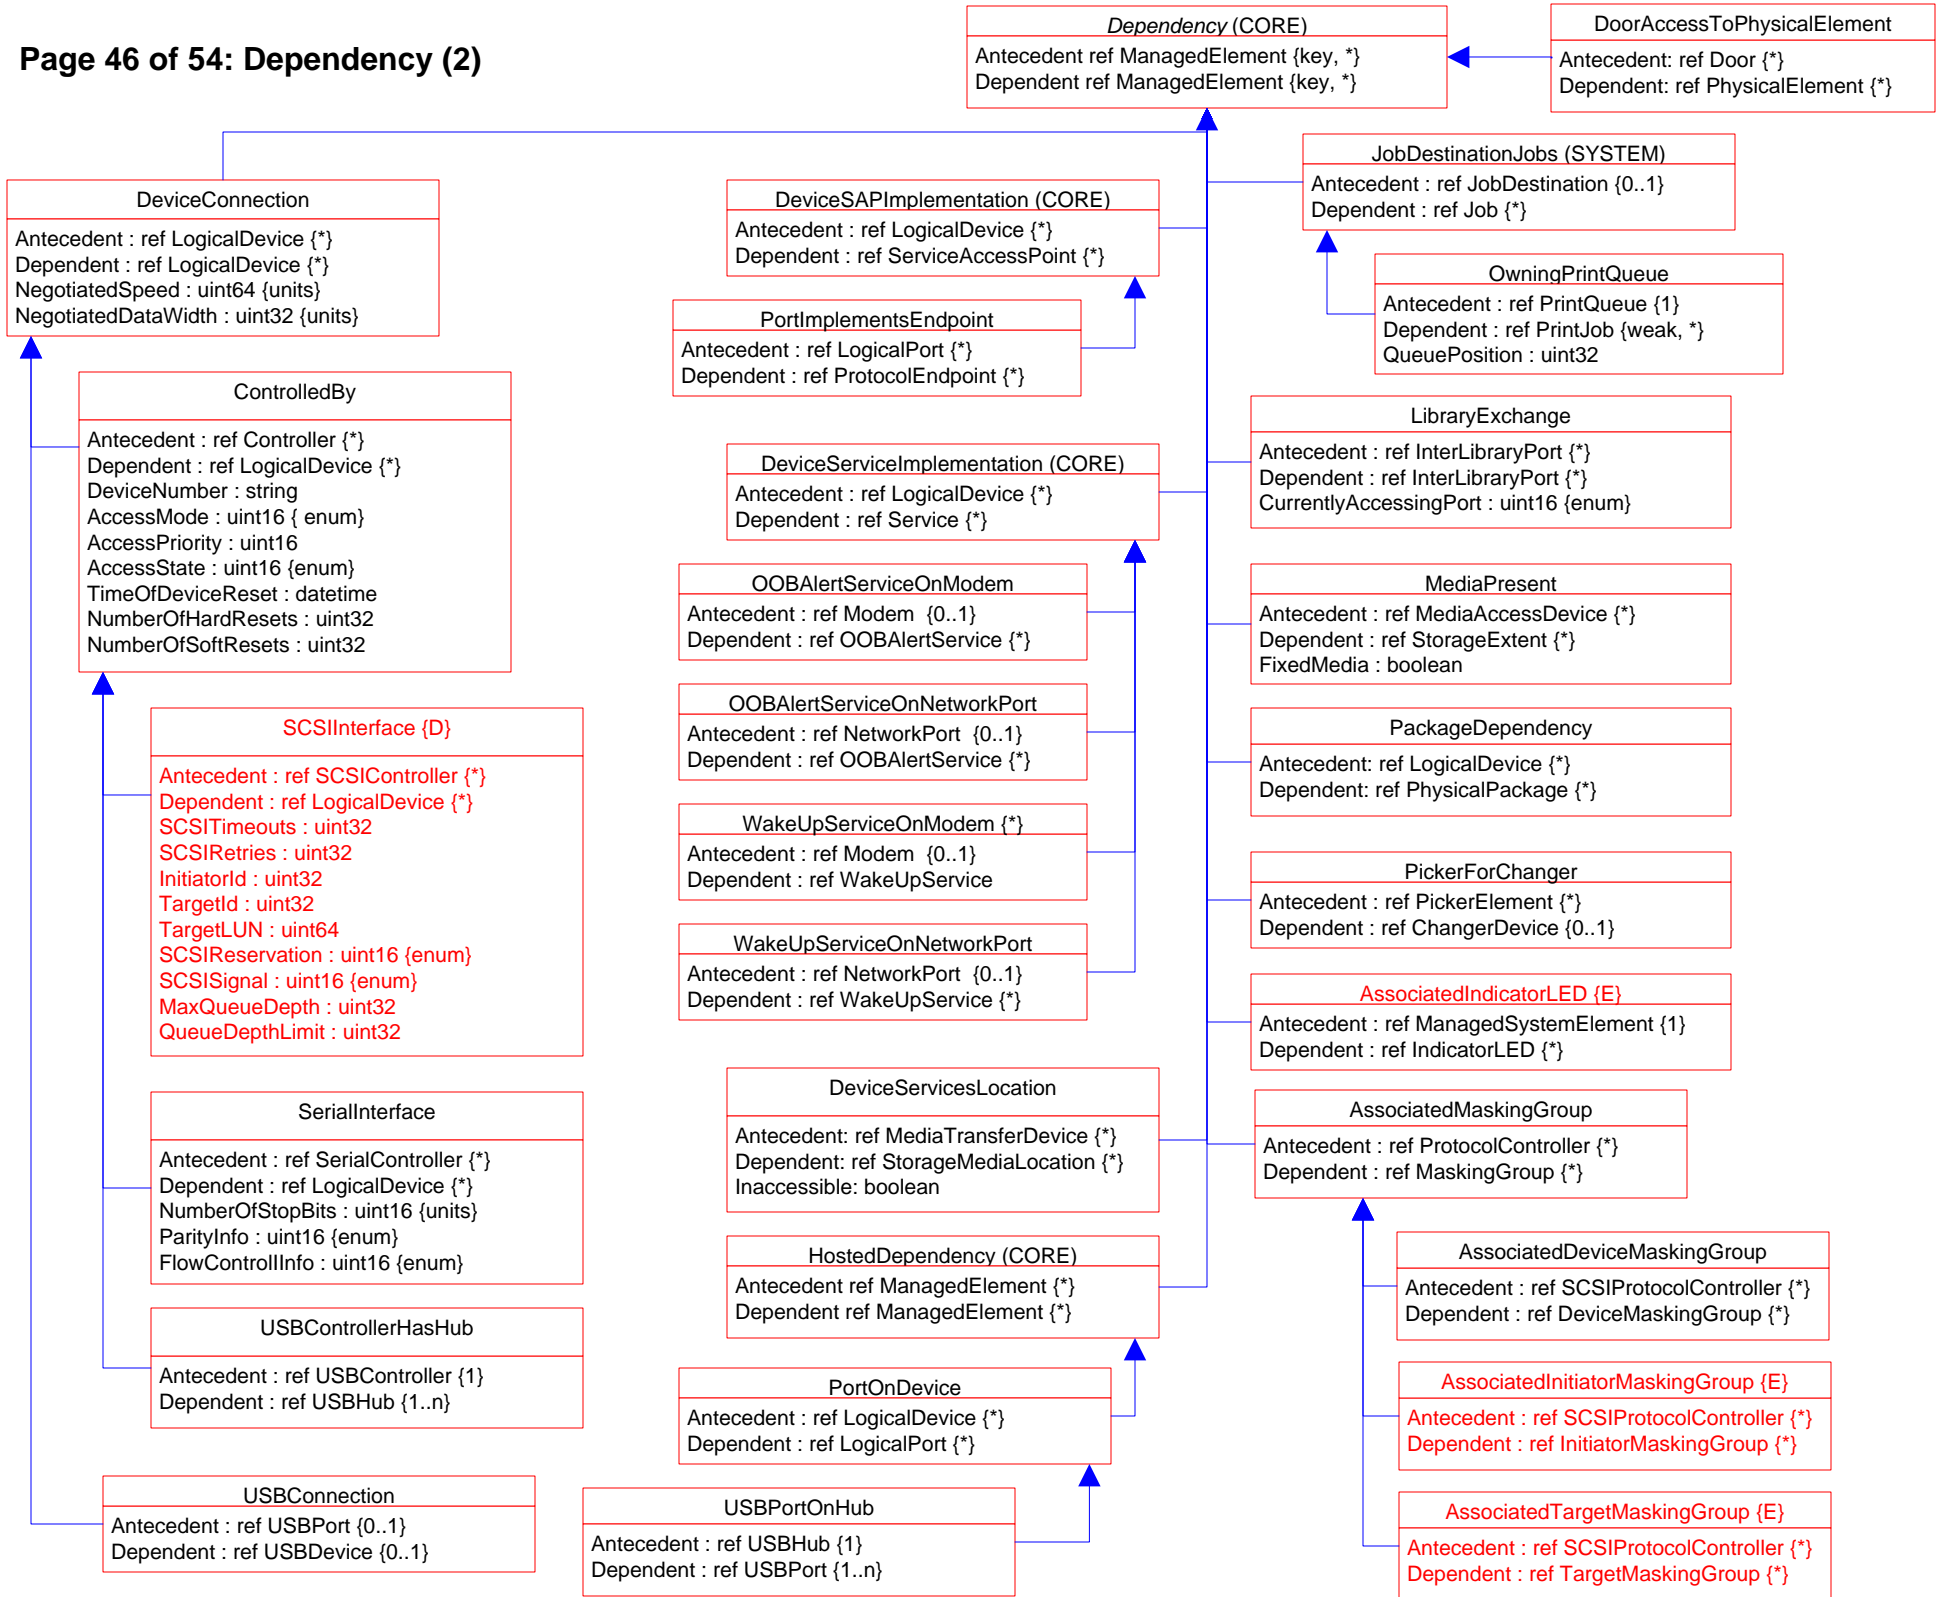 Page 46 of 54: Dependency (2)
Dependency (CORE)
Antecedent ref ManagedElement {key, *}
Dependent ref ManagedElement {key, *}
DoorAccessToPhysicalElement
Antecedent: ref Door {*}
Dependent: ref PhysicalElement {*}
DeviceConnection
Antecedent : ref LogicalDevice {*}
Dependent : ref LogicalDevice {*}
NegotiatedSpeed : uint64 {units}
NegotiatedDataWidth : uint32 {units}
ControlledBy
Antecedent : ref Controller {*}
Dependent : ref LogicalDevice {*}
DeviceNumber : string
AccessMode : uint16 { enum}
AccessPriority : uint16
AccessState : uint16 {enum}
TimeOfDeviceReset : datetime
NumberOfHardResets : uint32
NumberOfSoftResets : uint32
SCSIInterface {D}
Antecedent : ref SCSIController {*}
Dependent : ref LogicalDevice {*}
SCSITimeouts : uint32
SCSIRetries : uint32
InitiatorId : uint32
TargetId : uint32
TargetLUN : uint64
SCSIReservation : uint16 {enum}
SCSISignal : uint16 {enum}
MaxQueueDepth : uint32
QueueDepthLimit : uint32
SerialInterface
Antecedent : ref SerialController {*}
Dependent : ref LogicalDevice {*}
NumberOfStopBits : uint16 {units}
ParityInfo : uint16 {enum}
FlowControlIInfo : uint16 {enum}
USBControllerHasHub
Antecedent : ref USBController {1}
Dependent : ref USBHub {1..n}
USBConnection
Antecedent : ref USBPort {0..1}
Dependent : ref USBDevice {0..1}
DeviceSAPImplementation (CORE)
Antecedent : ref LogicalDevice {*}
Dependent : ref ServiceAccessPoint {*}
PortImplementsEndpoint
Antecedent : ref LogicalPort {*}
Dependent : ref ProtocolEndpoint {*}
DeviceServiceImplementation (CORE)
Antecedent : ref LogicalDevice {*}
Dependent : ref Service {*}
OOBAlertServiceOnModem
Antecedent : ref Modem {0..1}
Dependent : ref OOBAlertService {*}
OOBAlertServiceOnNetworkPort
Antecedent : ref NetworkPort {0..1}
Dependent : ref OOBAlertService {*}
WakeUpServiceOnModem {*}
Antecedent : ref Modem {0..1}
Dependent : ref WakeUpService
WakeUpServiceOnNetworkPort
Antecedent : ref NetworkPort {0..1}
Dependent : ref WakeUpService {*}
DeviceServicesLocation
Antecedent: ref MediaTransferDevice {*}
Dependent: ref StorageMediaLocation {*}
Inaccessible: boolean
HostedDependency (CORE)
Antecedent ref ManagedElement {*}
Dependent ref ManagedElement {*}
PortOnDevice
Antecedent : ref LogicalDevice {*}
Dependent : ref LogicalPort {*}
USBPortOnHub
Antecedent : ref USBHub {1}
Dependent : ref USBPort {1..n}
JobDestinationJobs (SYSTEM)
Antecedent : ref JobDestination {0..1}
Dependent : ref Job {*}
OwningPrintQueue
Antecedent : ref PrintQueue {1}
Dependent : ref PrintJob {weak, *}
QueuePosition : uint32
LibraryExchange
Antecedent : ref InterLibraryPort {*}
Dependent : ref InterLibraryPort {*}
CurrentlyAccessingPort : uint16 {enum}
MediaPresent
Antecedent : ref MediaAccessDevice {*}
Dependent : ref StorageExtent {*}
FixedMedia : boolean
PackageDependency
Antecedent: ref LogicalDevice {*}
Dependent: ref PhysicalPackage {*}
PickerForChanger
Antecedent : ref PickerElement {*}
Dependent : ref ChangerDevice {0..1}
AssociatedIndicatorLED {E}
Antecedent : ref ManagedSystemElement {1}
Dependent : ref IndicatorLED {*}
AssociatedMaskingGroup
Antecedent : ref ProtocolController {*}
Dependent : ref MaskingGroup {*}
AssociatedDeviceMaskingGroup
Antecedent : ref SCSIProtocolController {*}
Dependent : ref DeviceMaskingGroup {*}
AssociatedInitiatorMaskingGroup {E}
Antecedent : ref SCSIProtocolController {*}
Dependent : ref InitiatorMaskingGroup {*}
AssociatedTargetMaskingGroup {E}
Antecedent : ref SCSIProtocolController {*}
Dependent : ref TargetMaskingGroup {*}